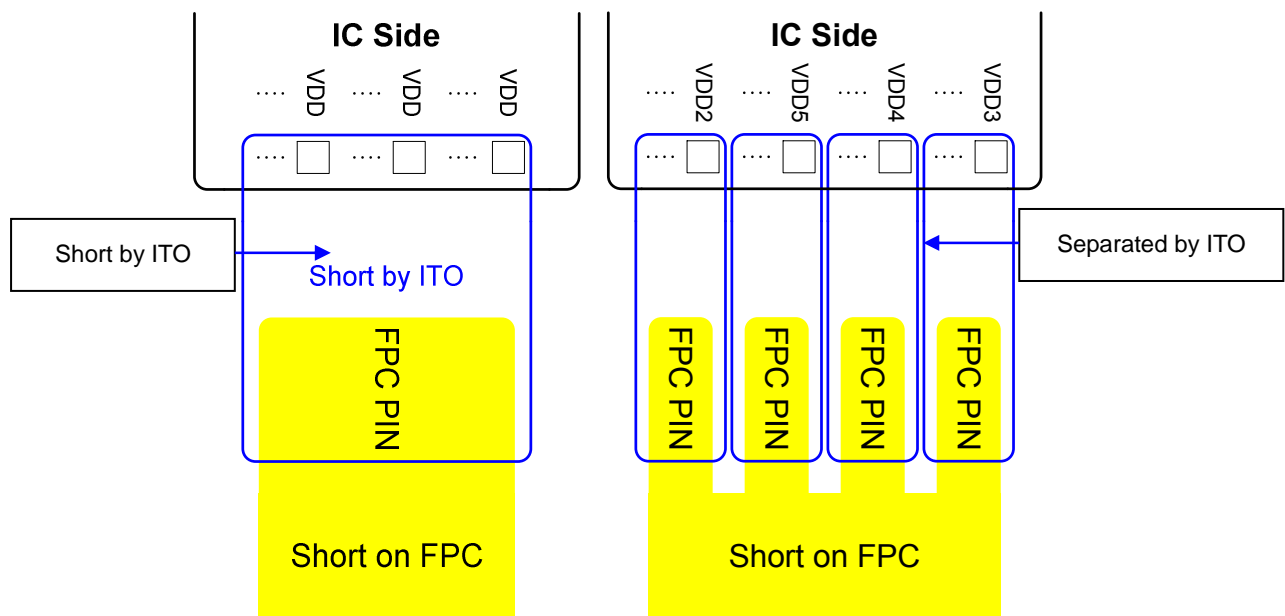 IC Side
.... VDD .... VDD .... VDD
.... .... ....
Short by ITO
Short by ITO
FPC PIN
Short on FPC
IC Side
.... VDD2 .... VDD5 .... VDD4 .... VDD3
.... .... .... ....
Separated by ITO
FPC PIN FPC PIN FPC PIN FPC PIN
Short on FPC